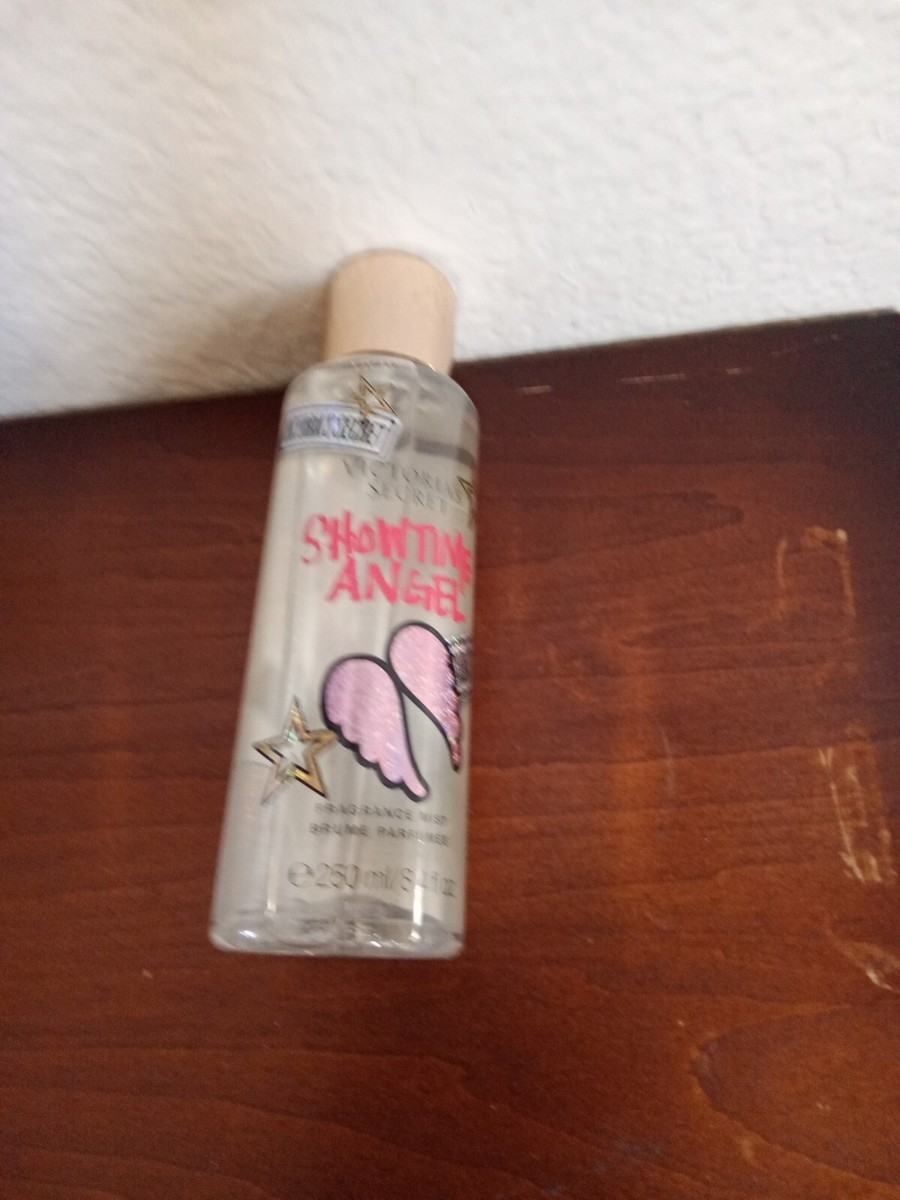 VICTORIA'S
SECRET
SHOWTIME
ANGEL
FRAGRANCE MIST
BRUME PARFUMÉE
℮ 250 ml/8.4 fl oz